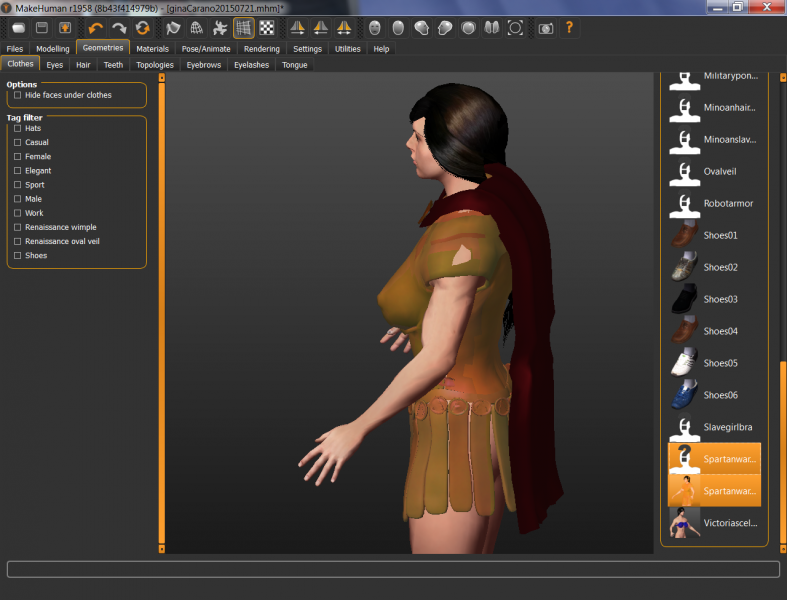 MakeHuman r1958 (8b43f414979b) - [ginaCarano20150721.mhm]*
Files Modelling Geometries Materials Pose/Animate Rendering Settings Utilities Help
Clothes Eyes Hair Teeth Topologies Eyebrows Eyelashes Tongue
Options
Hide faces under clothes
Tag filter
Hats
Casual
Female
Elegant
Sport
Male
Work
Renaissance wimple
Renaissance oval veil
Shoes
Militarypon...
Minoanhair...
Minoanslav...
Ovalveil
Robotarmor
Shoes01
Shoes02
Shoes03
Shoes04
Shoes05
Shoes06
Slavegirlbra
Spartanwar...
Spartanwar...
Victoriascel...